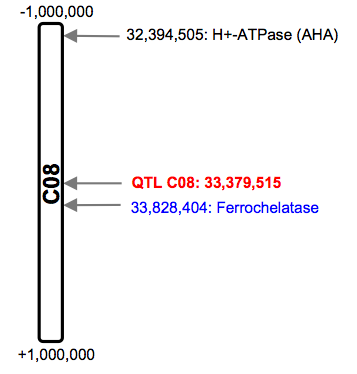 -1,000,000
32,394,505: H+-ATPase (AHA)
C08
QTL C08: 33,379,515
33,828,404: Ferrochelatase
+1,000,000